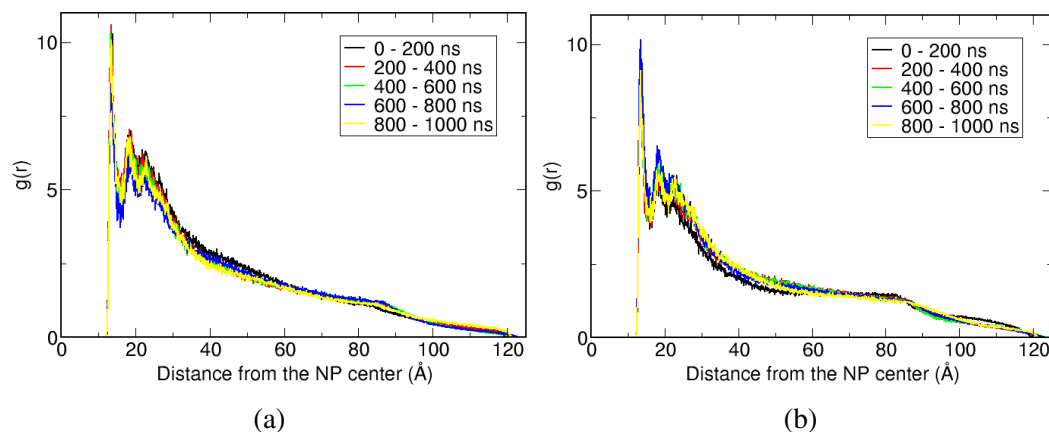 10
5
0
g(r)
0 - 200 ns
200 - 400 ns
400 - 600 ns
600 - 800 ns
800 - 1000 ns
0 20 40 60 80 100 120
Distance from the NP center (Å)
(a)
10
5
0
g(r)
0 - 200 ns
200 - 400 ns
400 - 600 ns
600 - 800 ns
800 - 1000 ns
0 20 40 60 80 100 120
Distance from the NP center (Å)
(b)